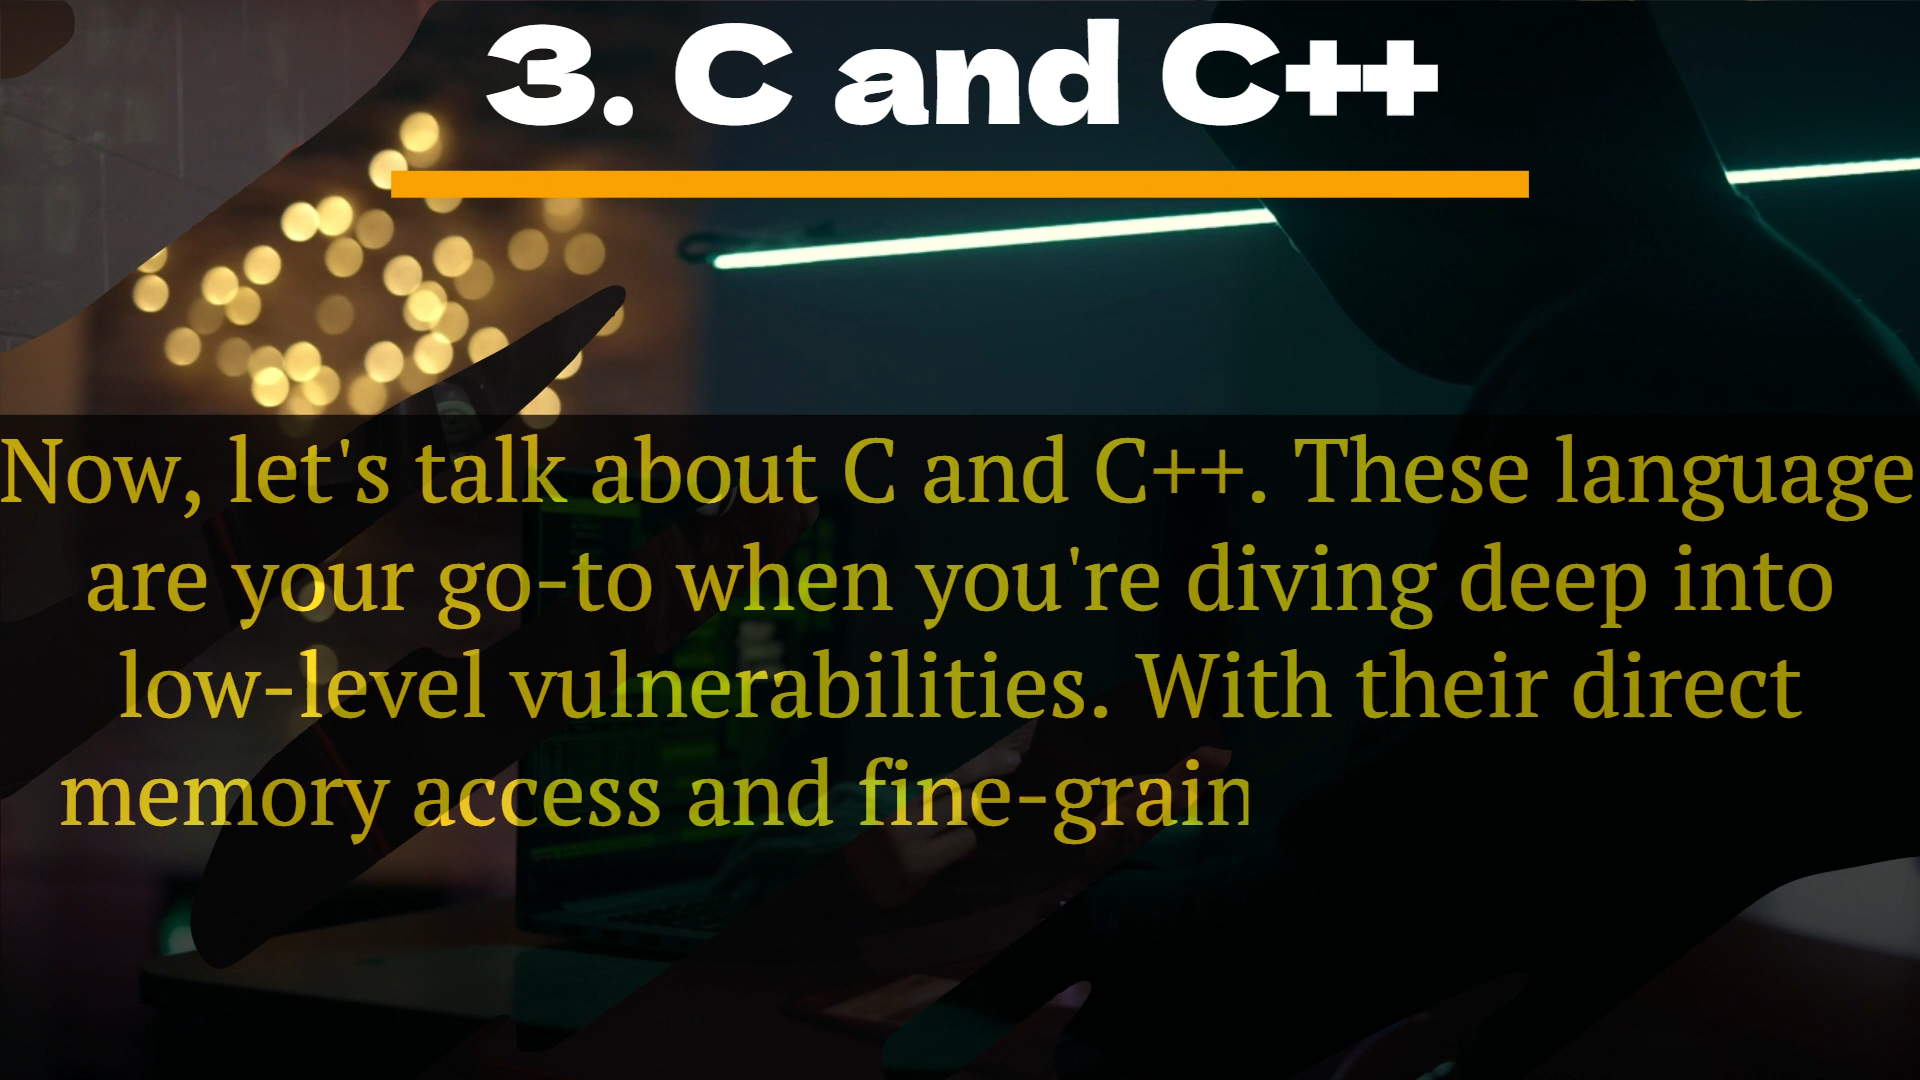 3. C and C++
Now, let's talk about C and C++. These language
are your go-to when you're diving deep into
low-level vulnerabilities. With their direct
memory access and fine-grain